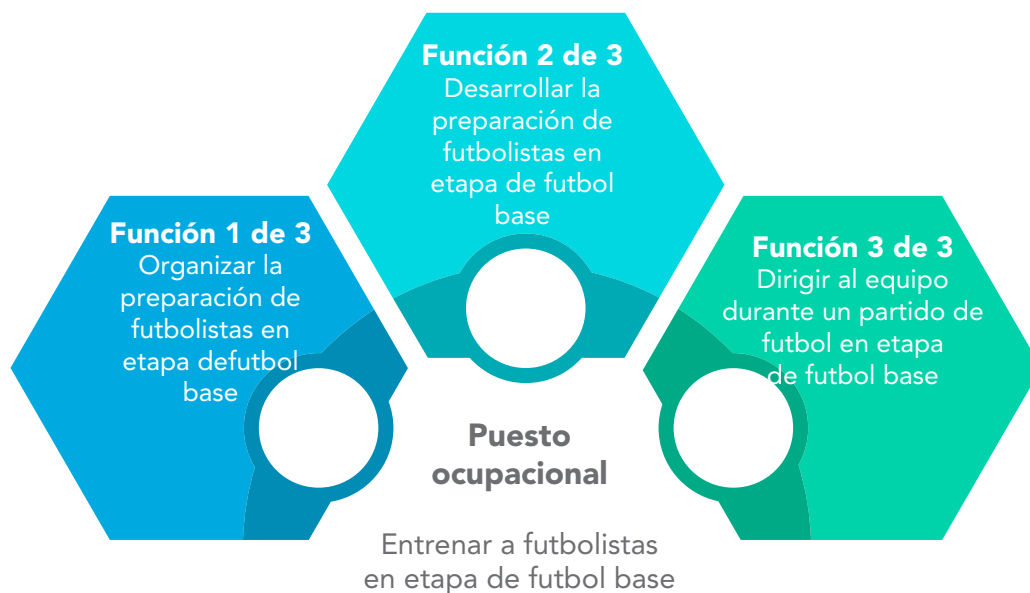 Función 1 de 3
Organizar la
preparación de
futbolistas en
etapa defutbol
base
Función 2 de 3
Desarrollar la
preparación de
futbolistas en
etapa de futbol
base
Función 3 de 3
Dirigir al equipo
durante un partido de
futbol en etapa
de futbol base
Puesto
ocupacional
Entrenar a futbolistas
en etapa de futbol base